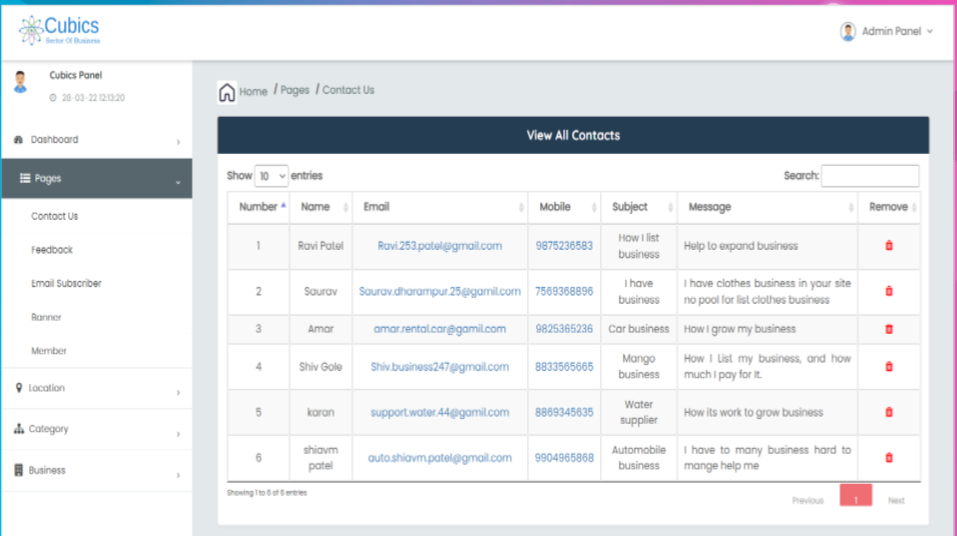 Cubics
Sector Of Business
Admin Panel
Cubics Panel
28-03-22 12:13:20
Dashboard
Pages
Contact Us
Feedback
Email Subscriber
Banner
Member
Location
Category
Business
Home / Pages / Contact Us
View All Contacts
Show 10 entries
Search:
Number Name Email Mobile Subject Message Remove
1 Ravi Patel Ravi.253.patel@gmail.com 9875236583 How I list
business Help to expand business
2 Saurav Saurav.dharampur.25@gamil.com 7569368896 I have
business I have clothes business in your site
no pool for list clothes business
3 Amar amar.rental.car@gamil.com 9825365236 Car business How I grow my business
4 Shiv Gole Shiv.business247@gmail.com 8833565665 Mango
business How I List my business, and how
much I pay for it.
5 karan support.water.44@gamil.com 8869345635 Water
supplier How its work to grow business
6 shiavm
patel auto.shiavm.patel@gmail.com 9904965868 Automobile
business I have to many business hard to
mange help me
Showing 1 to 6 of 6 entries
Previous 1 Next